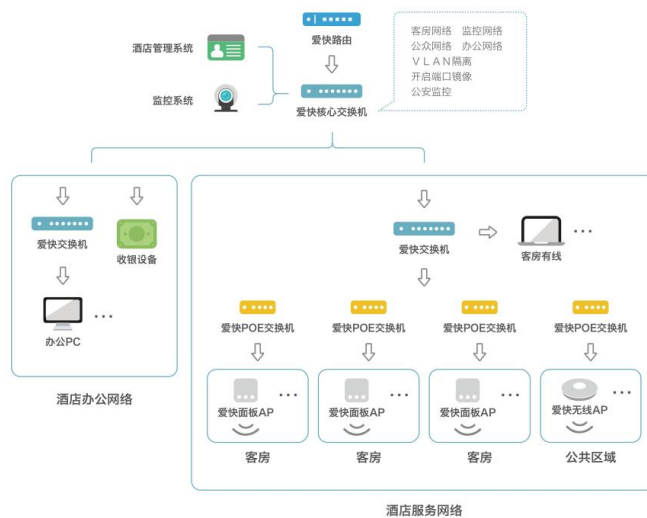 爱快路由
酒店管理系统
监控系统
爱快核心交换机
客房网络 监控网络
公众网络 办公网络
VLAN隔离
开启端口镜像
公安监控
爱快交换机
收银设备
办公PC
酒店办公网络
爱快交换机
客房有线
爱快POE交换机
爱快POE交换机
爱快POE交换机
爱快POE交换机
爱快面板AP
爱快面板AP
爱快面板AP
爱快无线AP
客房
客房
客房
公共区域
酒店服务网络